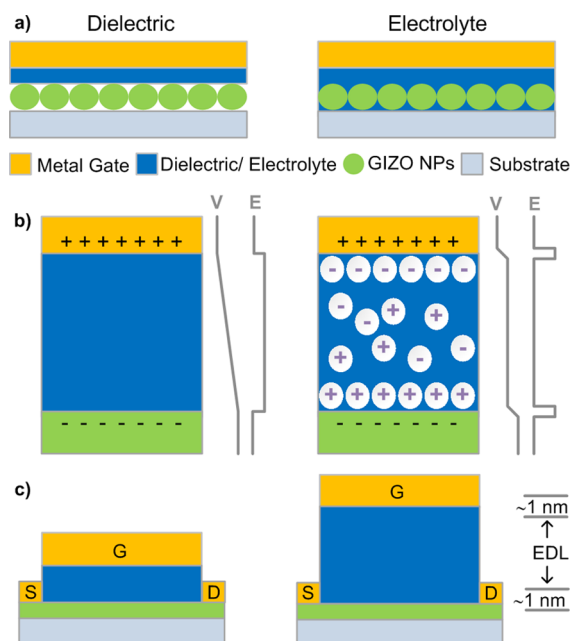 a) Dielectric Electrolyte
Metal Gate Dielectric/ Electrolyte GIZO NPs Substrate
b) V E V E
+ + + + + + + + + + + + + +
- - - - - -
+ +
- - -
+ + -
+ + + + + +
- - - - - - - - - - - - - -
c)
G G ~1 nm
EDL
S D S D ~1 nm